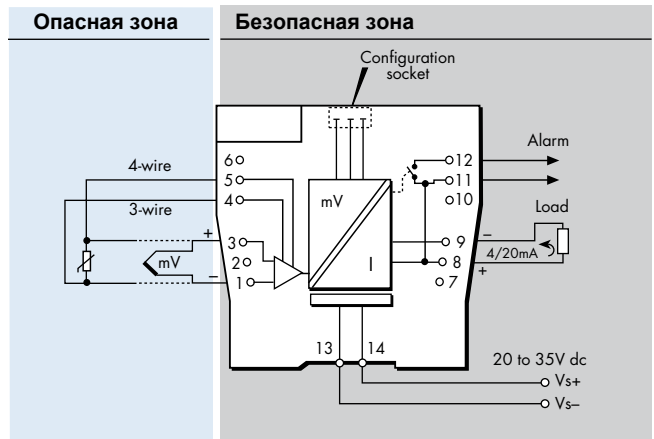 Опасная зона
Безопасная зона
Configuration
socket
4-wire
3-wire
6
5
4
3
2
1
+
mV
–
mV
I
12
11
10
9
8
7
Alarm
Load
–
4/20mA
+
13 14
20 to 35V dc
Vs+
Vs–